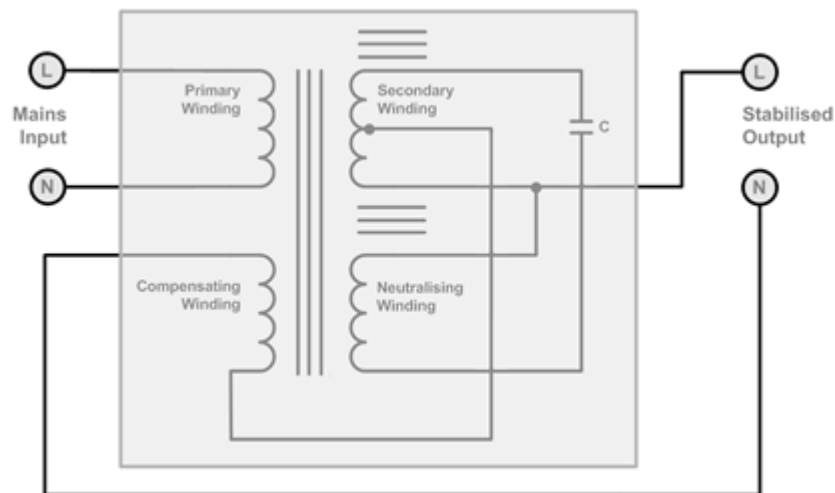 L
Mains
Input
N
Primary
Winding
Secondary
Winding
C
Compensating
Winding
Neutralising
Winding
L
Stabilised
Output
N